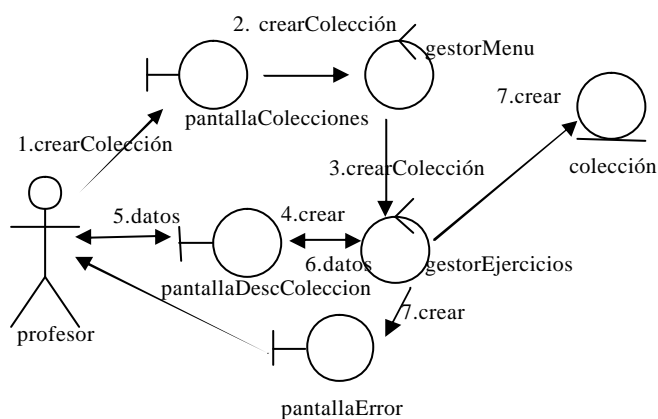 2. crearColección
gestorMenu
7.crear
pantallaColecciones
1.crearColección
3.crearColección
colección
5.datos
4.crear
6.datos
gestorEjercicios
pantallaDescColeccion
7.crear
profesor
pantallaError